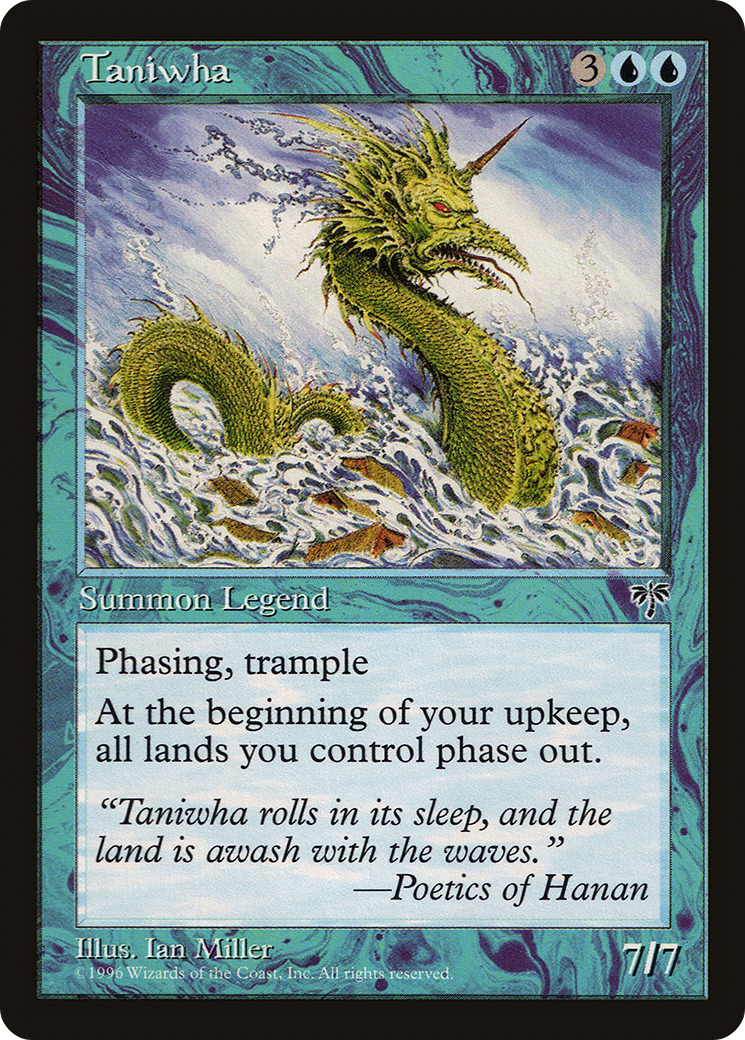 Taniwha
3
Summon Legend
Phasing, trample
At the beginning of your upkeep,
all lands you control phase out.
“Taniwha rolls in its sleep, and the
land is awash with the waves.”
—Poetics of Hanan
Illus. Ian Miller
©1996 Wizards of the Coast, Inc. All rights reserved.
7/7